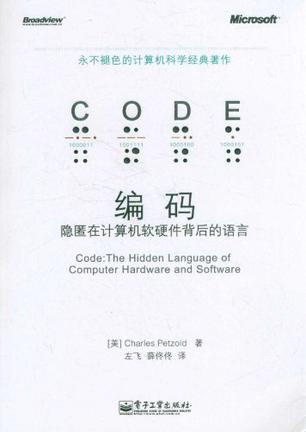 Broadview®
Microsoft®
永不褪色的计算机科学经典著作
C O D E
1000011 1001111 1000100 1000101
编 码
隐匿在计算机软硬件背后的语言
Code:The Hidden Language of
Computer Hardware and Software
[美] Charles Petzold 著
左飞 薛佟佟 译
电子工业出版社